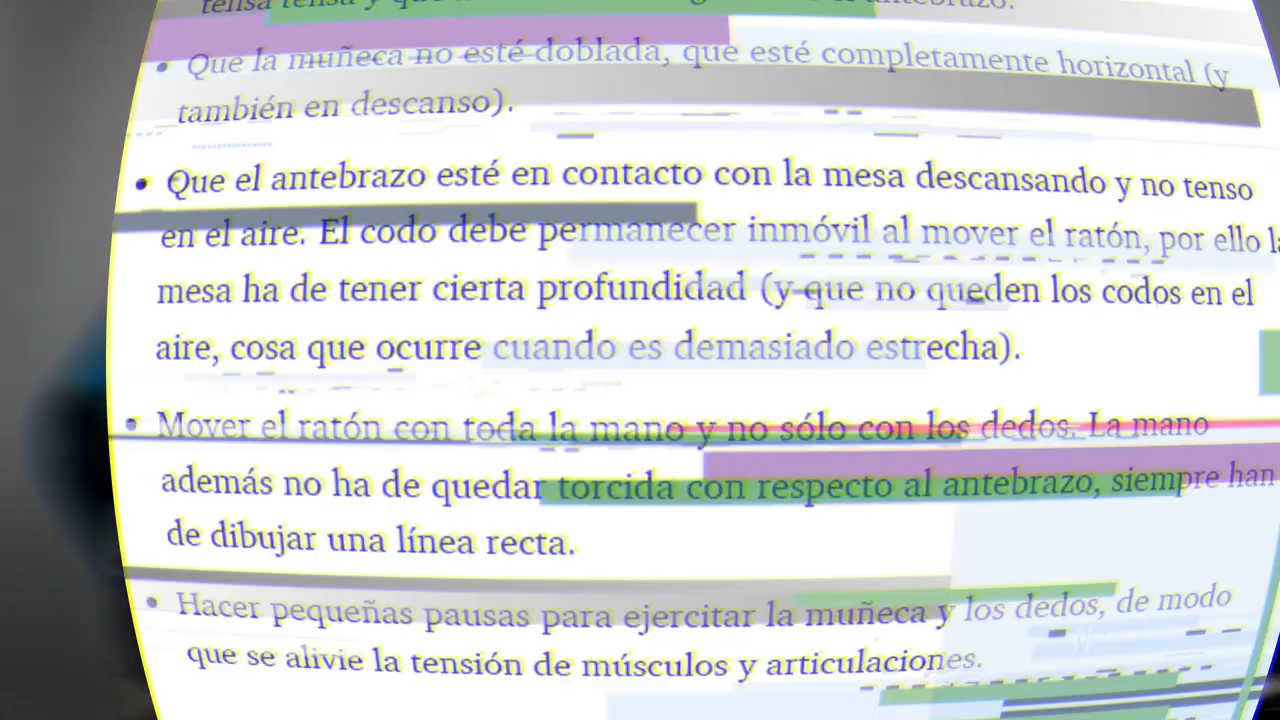 tensa tensa y que
antebrazo.
• Que la muñeca no esté doblada, que esté completamente horizontal (y
también en descanso).
• Que el antebrazo esté en contacto con la mesa descansando y no tenso
en el aire. El codo debe permanecer inmóvil al mover el ratón, por ello
mesa ha de tener cierta profundidad (y que no queden los codos en el
aire, cosa que ocurre cuando es demasiado estrecha).
• Mover el ratón con toda la mano y no sólo con los dedos. La mano
además no ha de quedar torcida con respecto al antebrazo, siempre han
de dibujar una línea recta.
• Hacer pequeñas pausas para ejercitar la muñeca y los dedos, de modo
que se alivie la tensión de músculos y articulaciones.